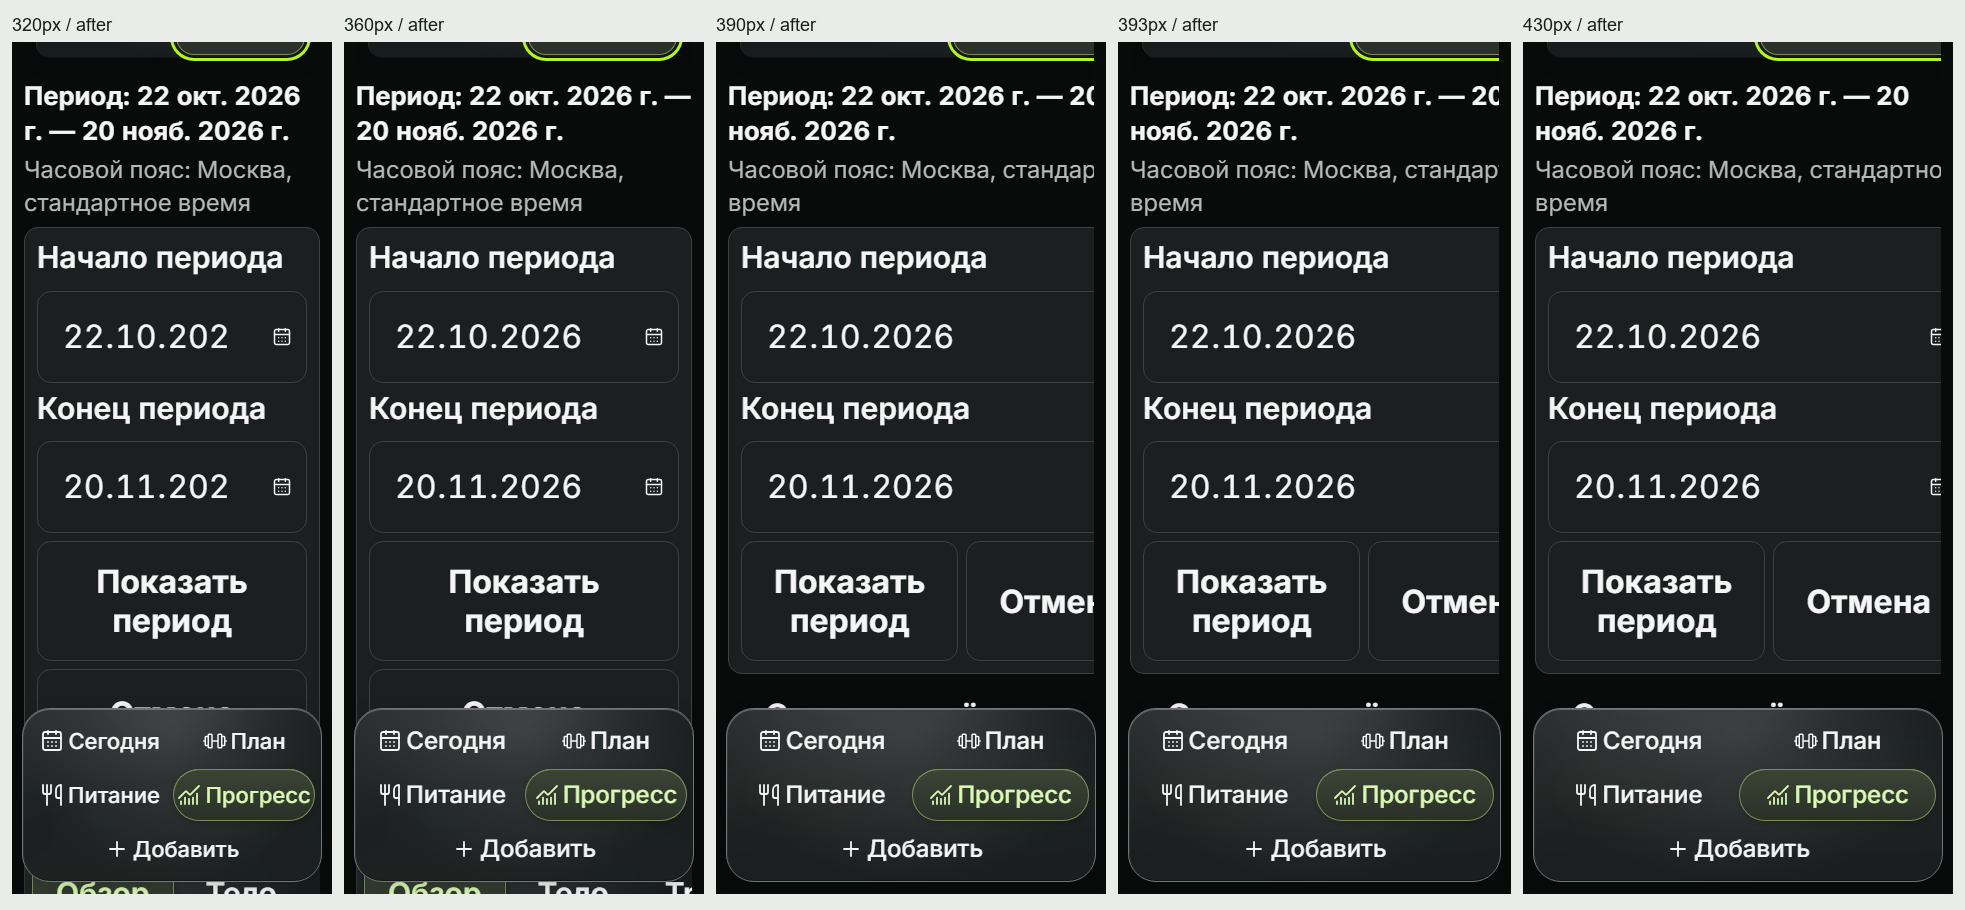 320px / after
Период: 22 окт. 2026
г. — 20 нояб. 2026 г.
Часовой пояс: Москва,
стандартное время
Начало периода
22.10.202
Конец периода
20.11.202
Показать
период
Сегодня
План
Питание
Прогресс
+ Добавить
360px / after
Период: 22 окт. 2026 г. —
20 нояб. 2026 г.
Часовой пояс: Москва,
стандартное время
Начало периода
22.10.2026
Конец периода
20.11.2026
Показать
период
Сегодня
План
Питание
Прогресс
+ Добавить
390px / after
Период: 22 окт. 2026 г. — 20
нояб. 2026 г.
Часовой пояс: Москва, стандар
время
Начало периода
22.10.2026
Конец периода
20.11.2026
Показать
период
Отмен
Сегодня
План
Питание
Прогресс
+ Добавить
393px / after
Период: 22 окт. 2026 г. — 20
нояб. 2026 г.
Часовой пояс: Москва, стандар
время
Начало периода
22.10.2026
Конец периода
20.11.2026
Показать
период
Отмен
Сегодня
План
Питание
Прогресс
+ Добавить
430px / after
Период: 22 окт. 2026 г. — 20
нояб. 2026 г.
Часовой пояс: Москва, стандартно
время
Начало периода
22.10.2026
Конец периода
20.11.2026
Показать
период
Отмена
Сегодня
План
Питание
Прогресс
+ Добавить